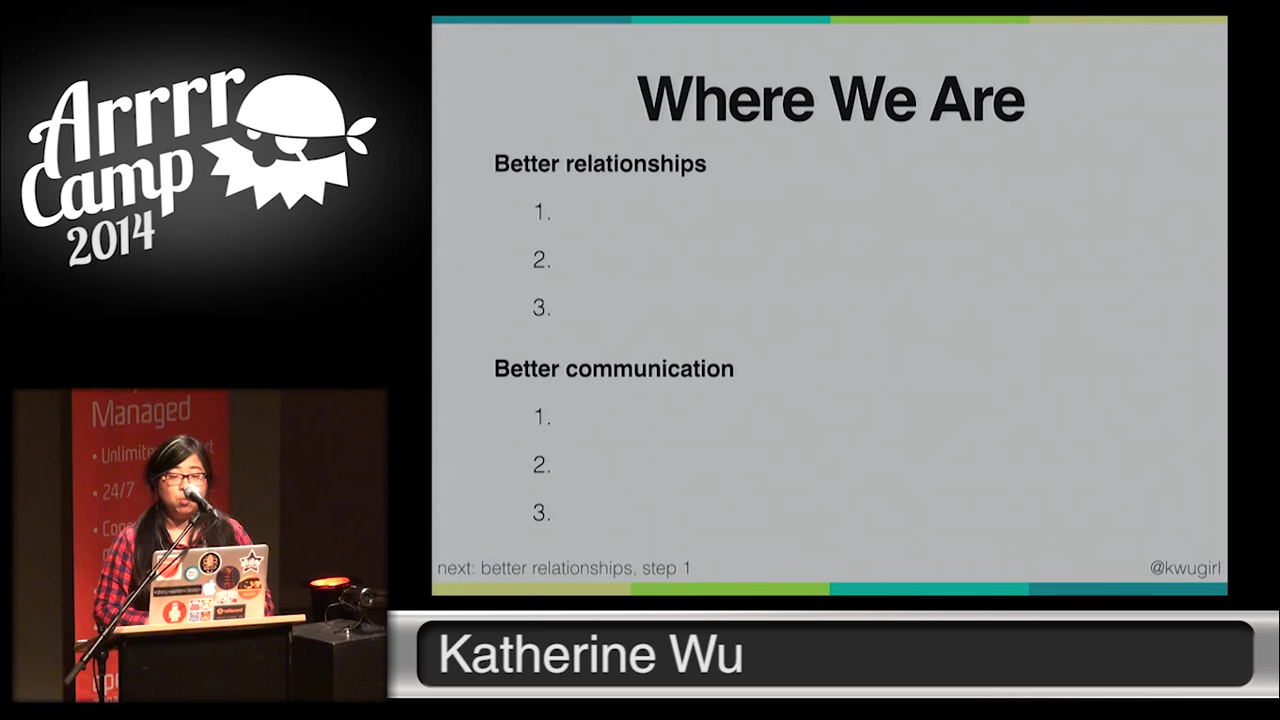 Arrrr
Camp
2014
Where We Are
Better relationships
1.
2.
3.
Better communication
1.
2.
3.
next: better relationships, step 1
@kwugirl
Managed
• 24/7
Katherine Wu